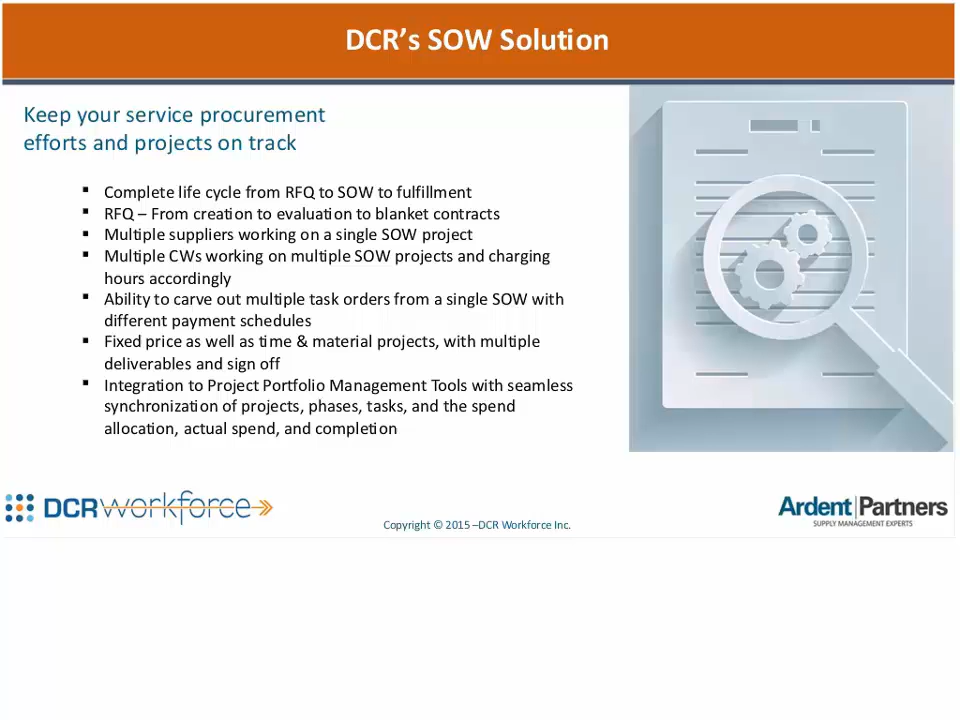 DCR's SOW Solution
Keep your service procurement
efforts and projects on track
▪ Complete life cycle from RFQ to SOW to fulfillment
▪ RFQ – From creation to evaluation to blanket contracts
▪ Multiple suppliers working on a single SOW project
▪ Multiple CWs working on multiple SOW projects and charging
hours accordingly
▪ Ability to carve out multiple task orders from a single SOW with
different payment schedules
▪ Fixed price as well as time & material projects, with multiple
deliverables and sign off
▪ Integration to Project Portfolio Management Tools with seamless
synchronization of projects, phases, tasks, and the spend
allocation, actual spend, and completion
DCRworkforce
Copyright © 2015 –DCR Workforce Inc.
Ardent|Partners
SUPPLY MANAGEMENT EXPERTS